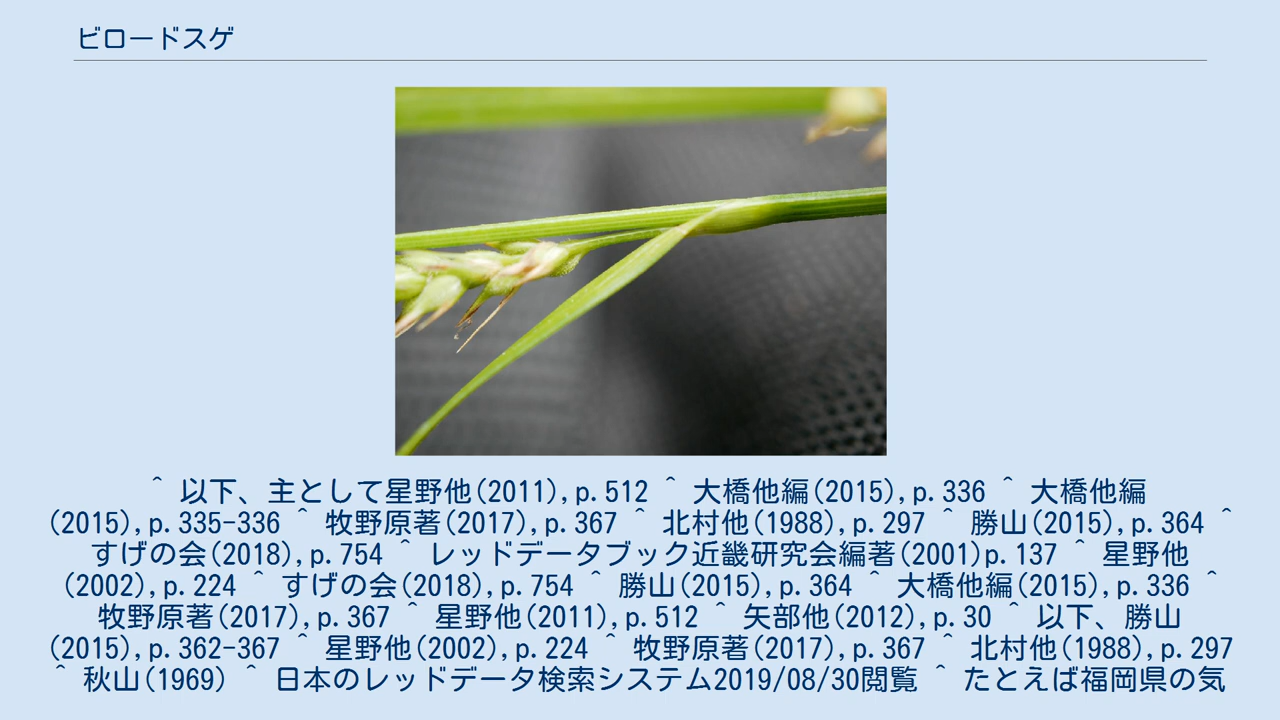 ビロードスゲ
^ 以下、主として星野他(2011),p.512 ^ 大橋他編(2015),p.336 ^ 大橋他編
(2015),p.335-336 ^ 牧野原著(2017),p.367 ^ 北村他(1988),p.297 ^ 勝山(2015),p.364 ^
すげの会(2018),p.754 ^ レッドデータブック近畿研究会編著(2001)p.137 ^ 星野他
(2002),p.224 ^ すげの会(2018),p.754 ^ 勝山(2015),p.364 ^ 大橋他編(2015),p.336 ^
牧野原著(2017),p.367 ^ 星野他(2011),p.512 ^ 矢部他(2012),p.30 ^ 以下、勝山
(2015),p.362-367 ^ 星野他(2002),p.224 ^ 牧野原著(2017),p.367 ^ 北村他(1988),p.297
^ 秋山(1969) ^ 日本のレッドデータ検索システム2019/08/30閲覧 ^ たとえば福岡県の気